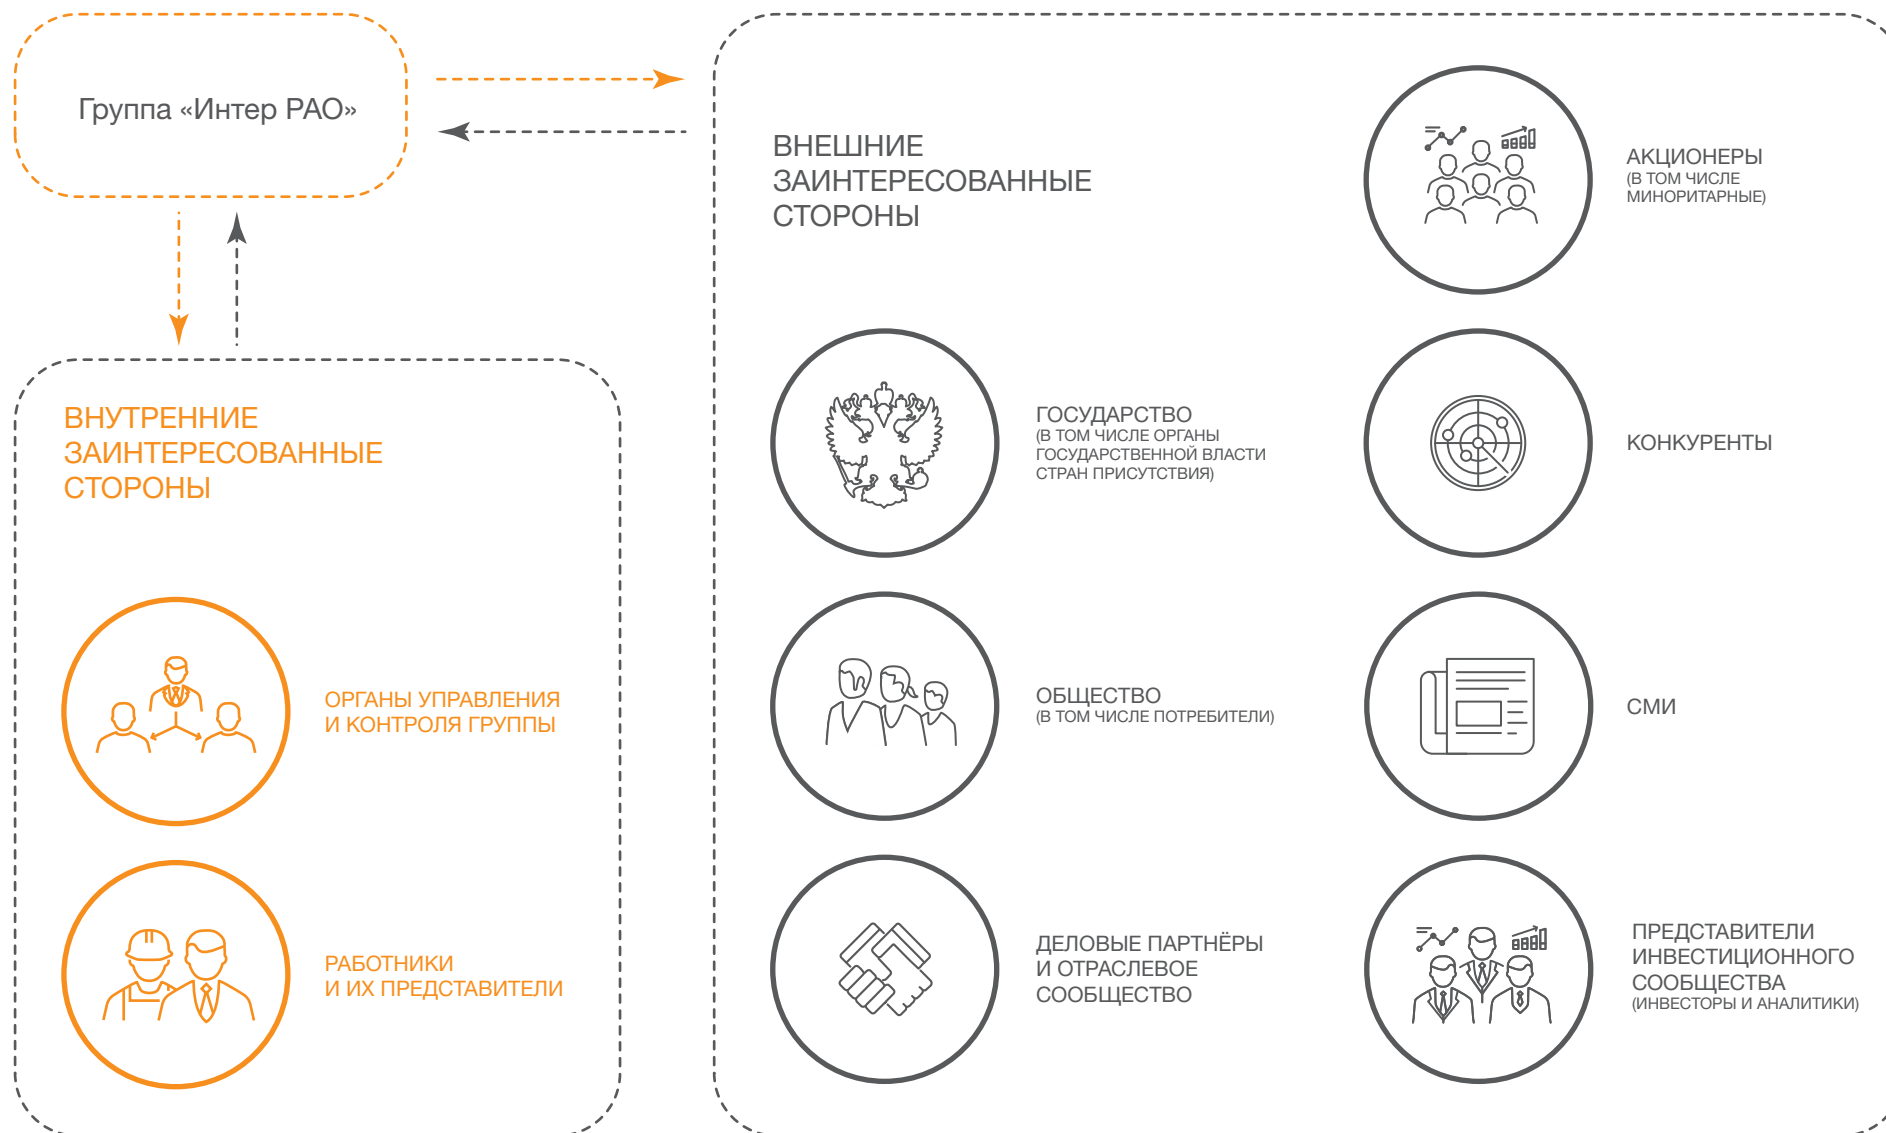 Группа «Интер РАО»
ВНУТРЕННИЕ
ЗАИНТЕРЕСОВАННЫЕ
СТОРОНЫ
ОРГАНЫ УПРАВЛЕНИЯ
И КОНТРОЛЯ ГРУППЫ
РАБОТНИКИ
И ИХ ПРЕДСТАВИТЕЛИ
ВНЕШНИЕ
ЗАИНТЕРЕСОВАННЫЕ
СТОРОНЫ
ГОСУДАРСТВО
(В ТОМ ЧИСЛЕ ОРГАНЫ
ГОСУДАРСТВЕННОЙ ВЛАСТИ
СТРАН ПРИСУТСТВИЯ)
ОБЩЕСТВО
(В ТОМ ЧИСЛЕ ПОТРЕБИТЕЛИ)
ДЕЛОВЫЕ ПАРТНЁРЫ
И ОТРАСЛЕВОЕ
СООБЩЕСТВО
АКЦИОНЕРЫ
(В ТОМ ЧИСЛЕ
МИНОРИТАРНЫЕ)
КОНКУРЕНТЫ
СМИ
ПРЕДСТАВИТЕЛИ
ИНВЕСТИЦИОННОГО
СООБЩЕСТВА
(ИНВЕСТОРЫ И АНАЛИТИКИ)